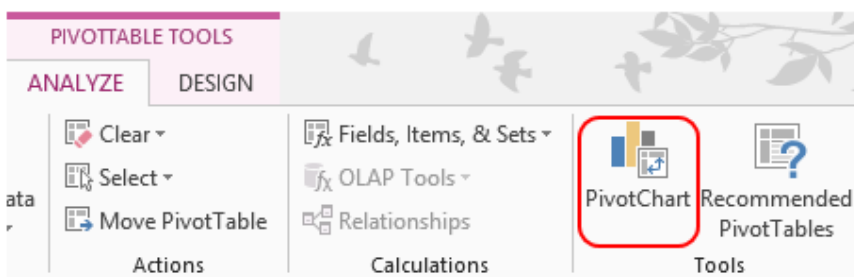 PIVOTTABLE TOOLS
ANALYZE DESIGN
Clear
Select
Move PivotTable
Actions
ata
Fields, Items, & Sets
OLAP Tools
Relationships
Calculations
PivotChart
Recommended
PivotTables
Tools